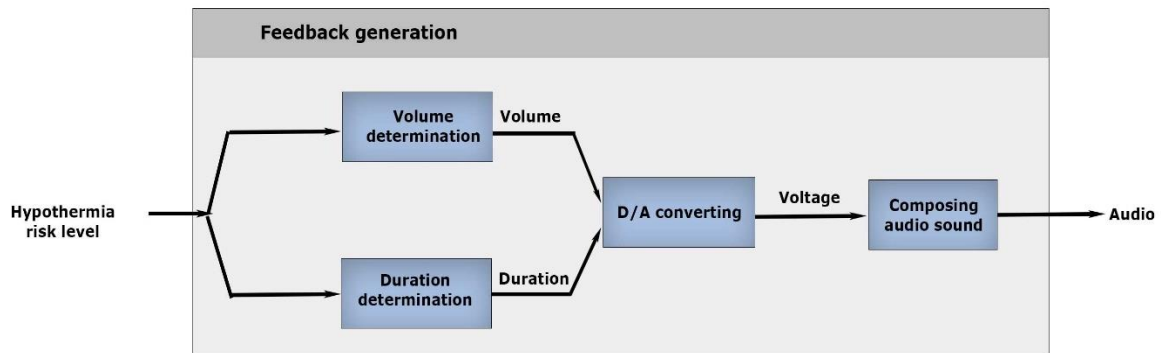 Feedback generation
Volume
determination
Volume
Hypothermia
risk level
D/A converting
Voltage
Composing
audio sound
Audio
Duration
determination
Duration